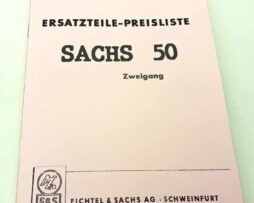 ERSATZTEILE-PREISLISTE
SACHS 50
Zweigang
F&S
FICHTEL & SACHS AG · SCHWEINFURT